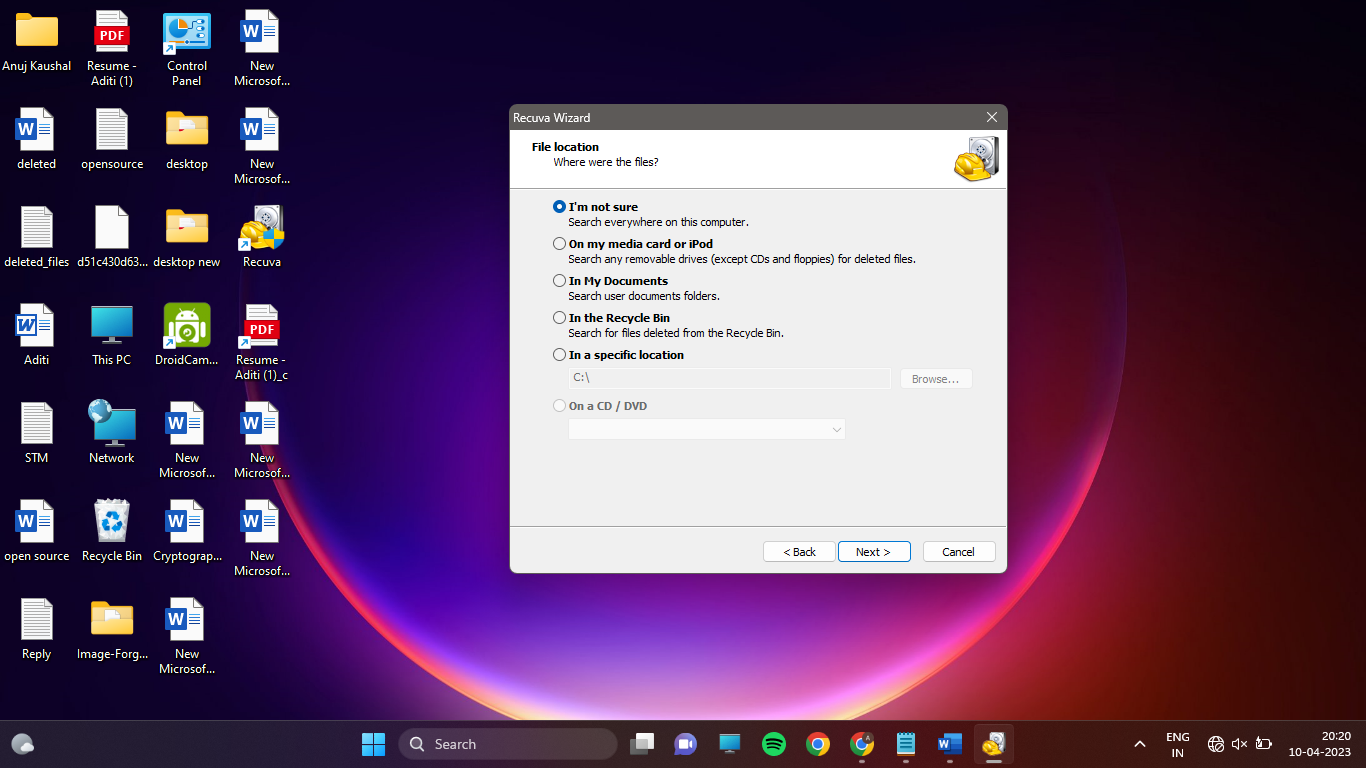 Anuj Kaushal
PDF
Resume -
Aditi (1)
Control
Panel
W
New
Microsof...
W
deleted
opensource
desktop
W
New
Microsof...
deleted_files
d51c430d63...
desktop new
Recuva
W
Aditi
This PC
DroidCam...
PDF
Resume -
Aditi (1)_c
STM
Network
W
New
Microsof...
W
New
Microsof...
W
open source
Recycle Bin
W
Cryptograp...
W
New
Microsof...
Reply
Image-Forg...
W
New
Microsof...
Recuva Wizard
File location
Where were the files?
I'm not sure
Search everywhere on this computer.
On my media card or iPod
Search any removable drives (except CDs and floppies) for deleted files.
In My Documents
Search user documents folders.
In the Recycle Bin
Search for files deleted from the Recycle Bin.
In a specific location
C:\
Browse...
On a CD / DVD
< Back
Next >
Cancel
Search
A
W
ENG
IN
20:20
10-04-2023